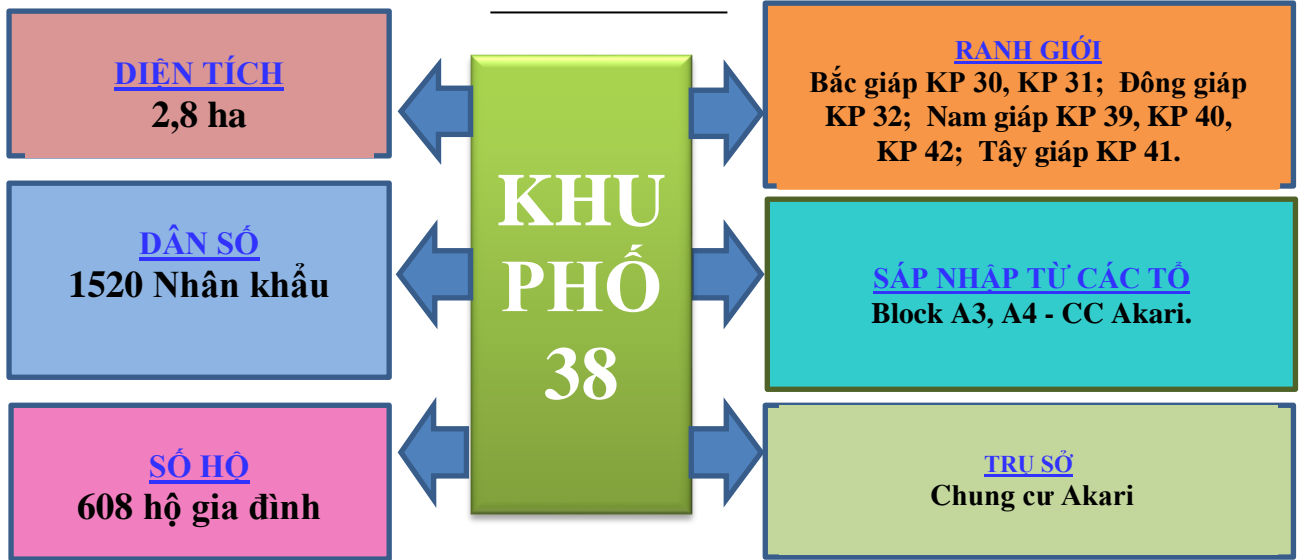 DIỆN TÍCH
2,8 ha
DÂN SỐ
1520 Nhân khẩu
SỐ HỘ
608 hộ gia đình
KHU
PHỐ
38
RANH GIỚI
Bắc giáp KP 30, KP 31; Đông giáp
KP 32; Nam giáp KP 39, KP 40,
KP 42; Tây giáp KP 41.
SÁP NHẬP TỪ CÁC TỔ
Block A3, A4 - CC Akari.
TRU SỞ
Chung cư Akari